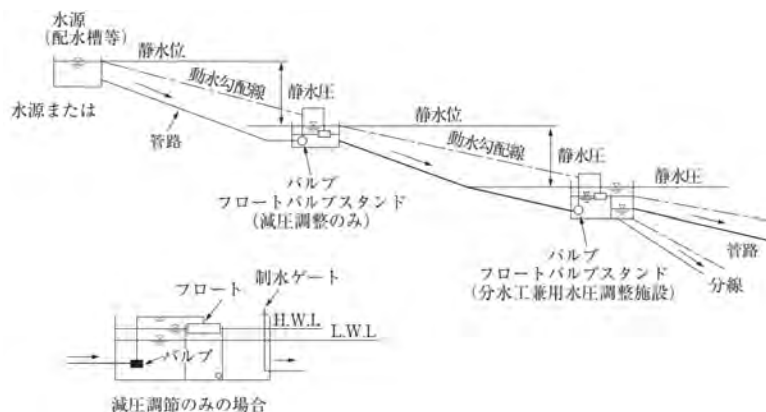 水源
(配水槽等)
静水位
動水勾配線
静水圧
水源または
管路
静水位
動水勾配線
静水圧
静水圧
バルブ
フロートバルブスタンド
(減圧調整のみ)
管路
バルブ
フロートバルブスタンド
(分水工兼用水圧調整施設)
分線
制水ゲート
フロート
H.W.L
L.W.L
バルブ
減圧調節のみの場合